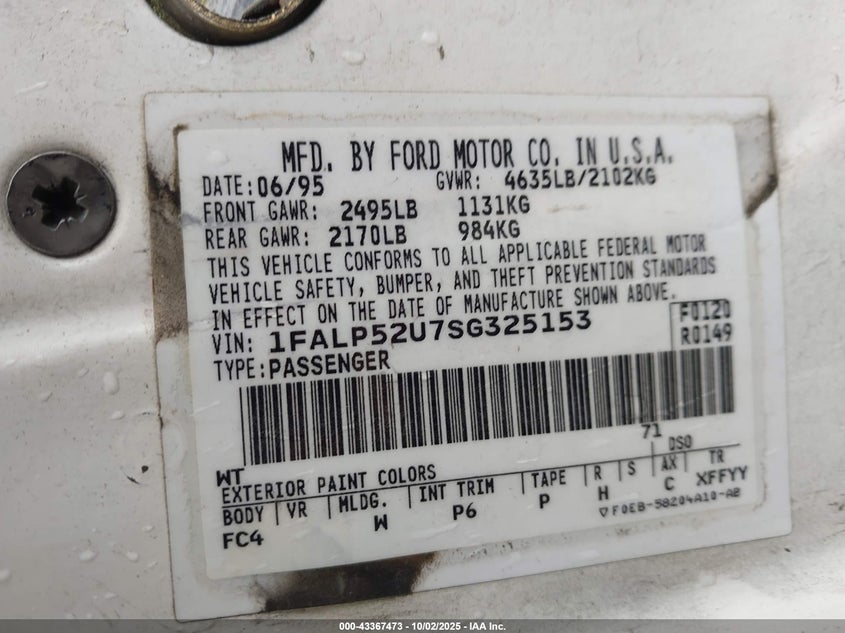 MFD. BY FORD MOTOR CO. IN U.S.A.
DATE: 06/95 GVWR: 4635LB/2102KG
FRONT GAWR: 2495LB 1131KG
REAR GAWR: 2170LB 984KG
THIS VEHICLE CONFORMS TO ALL APPLICABLE FEDERAL MOTOR
VEHICLE SAFETY, BUMPER, AND THEFT PREVENTION STANDARDS
IN EFFECT ON THE DATE OF MANUFACTURE SHOWN ABOVE.
VIN: 1FALP52U7SG325153 F0120
TYPE: PASSENGER R0149
71
WT DSO
EXTERIOR PAINT COLORS
BODY VR MLDG. INT TRIM TAPE R S AX TR
FC4 W P6 P H C XFFYY
▽F0EB-58204A10-AB
000-43367473 - 10/02/2025 - IAA Inc.